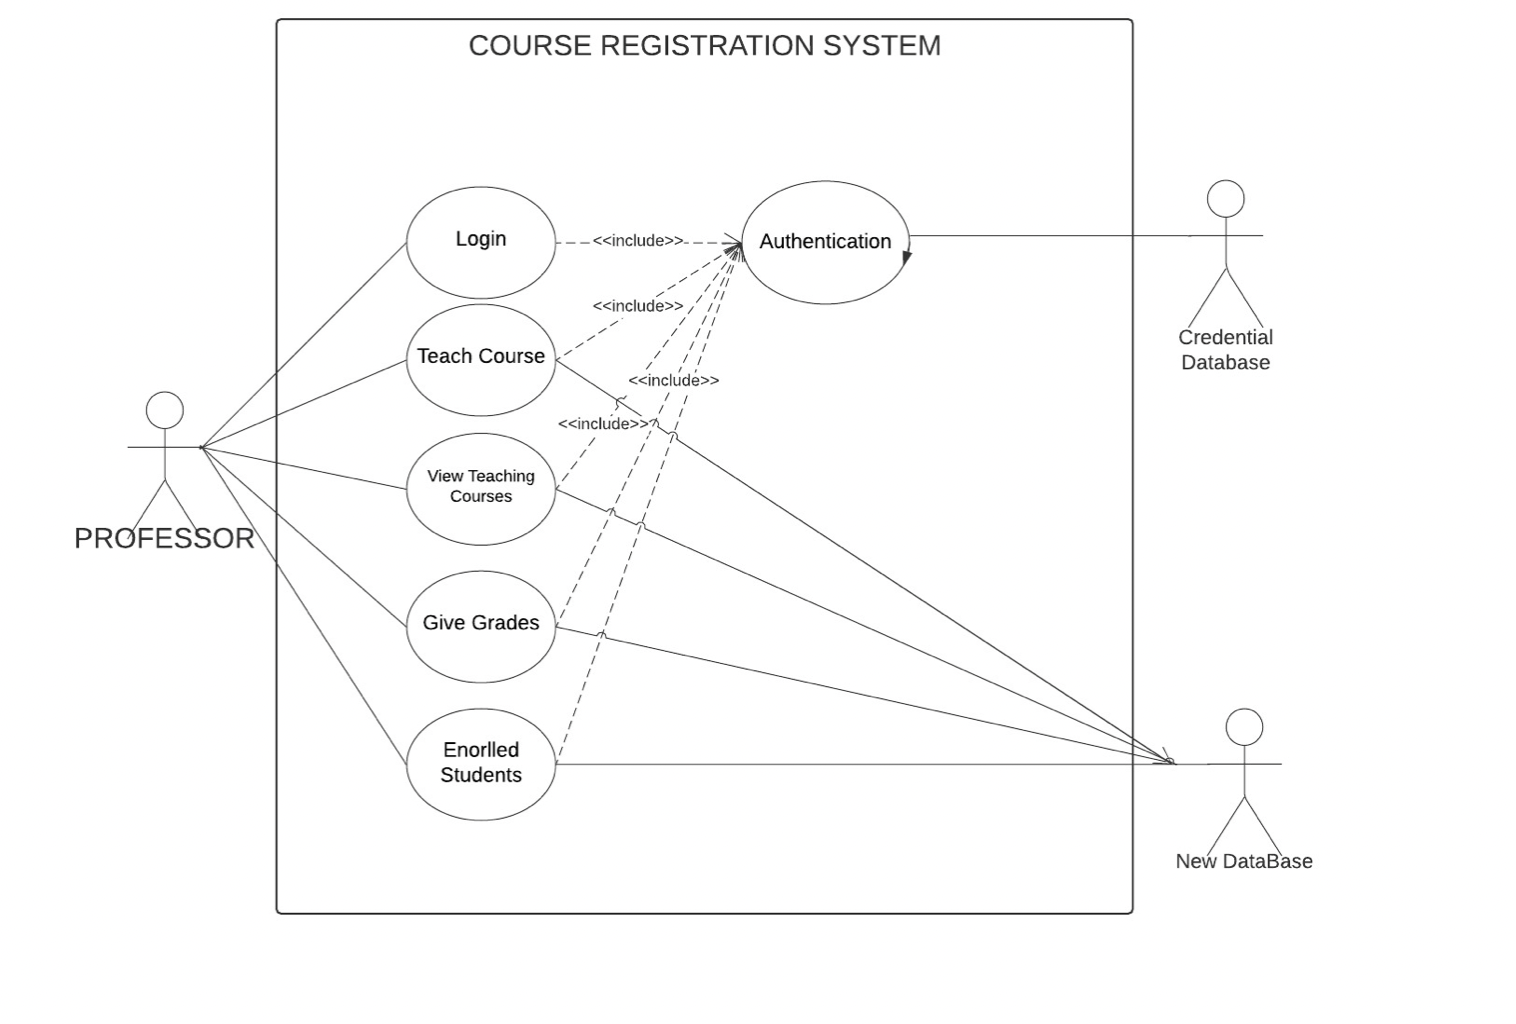 COURSE REGISTRATION SYSTEM
Login
<<include>>
Authentication
<<include>>
Teach Course
<<include>>
<<include>>
View Teaching
Courses
Give Grades
Enorlled
Students
PROFESSOR
Credential
Database
New DataBase